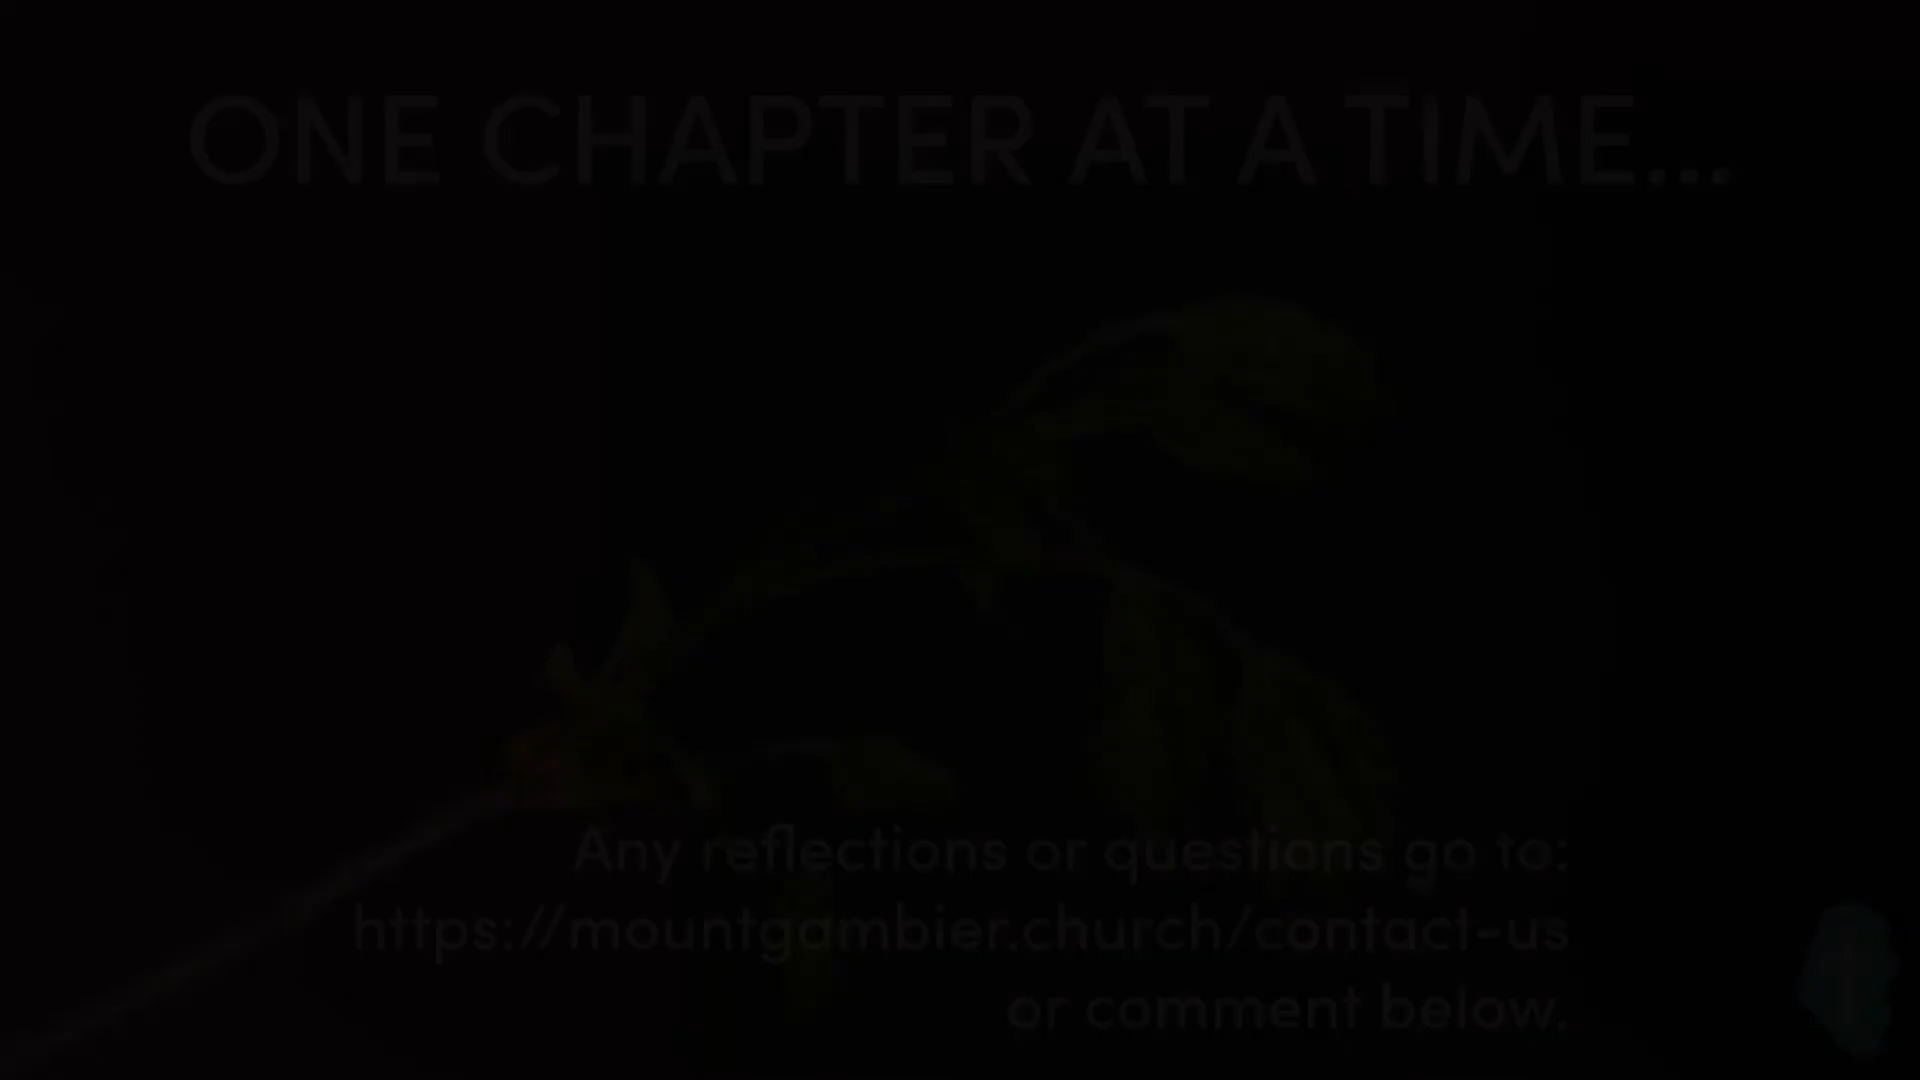 ONE CHAPTER AT A TIME...
Any reflections or questions go to:
https://mountgambier.church/contact-us
or comment below.